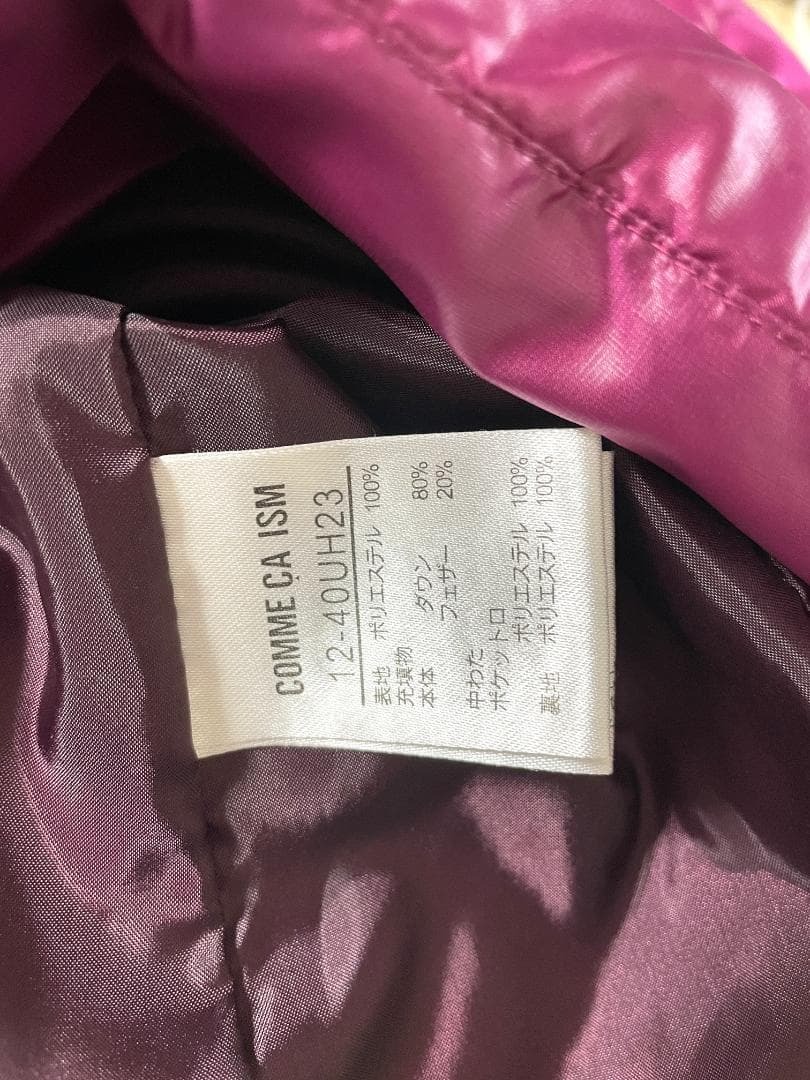 COMME ÇA ISM
12-40UH23
表地 ポリエステル 100%
充填物
本体 ダウン 80%
フェザー 20%
中わた
ポケット口
ポリエステル 100%
裏地 ポリエステル 100%